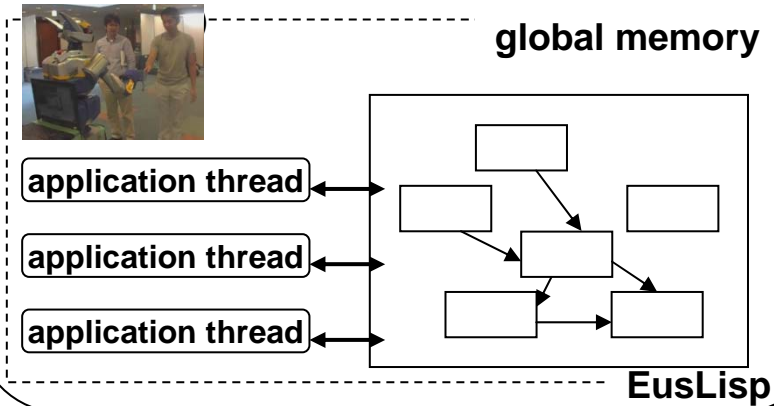 global memory
application thread
application thread
application thread
EusLisp